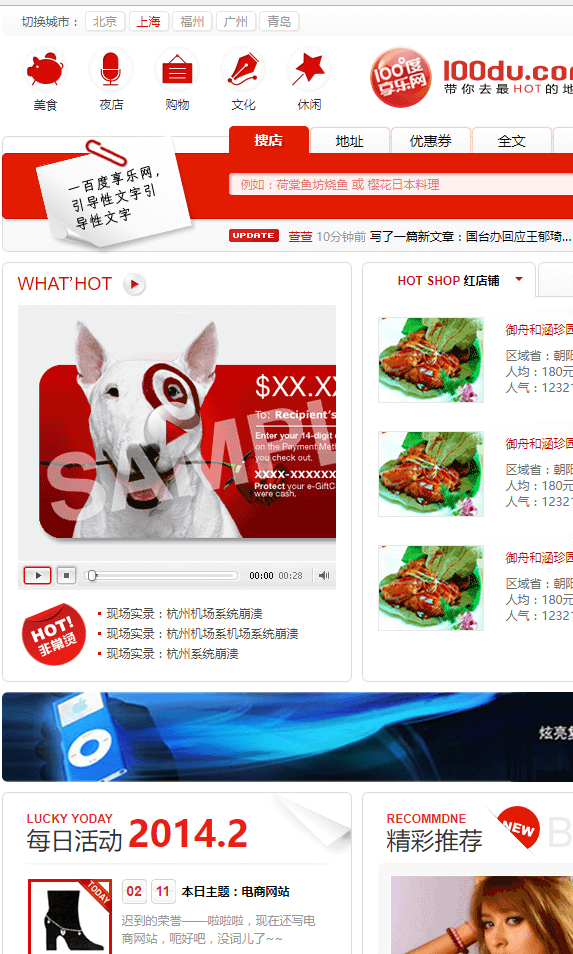 切换城市： 北京 上海 福州 广州 青岛
美食 夜店 购物 文化 休闲
100度
享乐网
100du.co
带你去最HOT的地
搜店 地址 优惠券 全文
一百度享乐网，
引导性文字引
导性文字
例如：荷棠鱼坊烧鱼 或 樱花日本料理
UPDATE 萱萱 10分钟前 写了一篇新文章：国台办回应王郁琦...
WHAT'HOT
$XX.X
To: Recipient's
Enter your 14-digit
on the Payment Met
you check out.
XXXX-XXXXXX
Protect your e-GiftC
were cash.
SAMPL
00:00 00:28
HOT!
非常烫
现场实录：杭州机场系统崩溃
现场实录：杭州机场系机场系统崩溃
现场实录：杭州系统崩溃
HOT SHOP 红店铺
御舟和涵珍园
区域省：朝阳
人均：180元
人气：12321
御舟和涵珍园
区域省：朝阳
人均：180元
人气：12321
御舟和涵珍园
区域省：朝阳
人均：180元
人气：12321
炫亮
LUCKY YODAY
每日活动 2014.2
TODAY
02 11 本日主题：电商网站
迟到的荣誉——啦啦啦，现在还写电
商网站，呃好吧，没词儿了~~
RECOMMDNE
精彩推荐
NEW
B